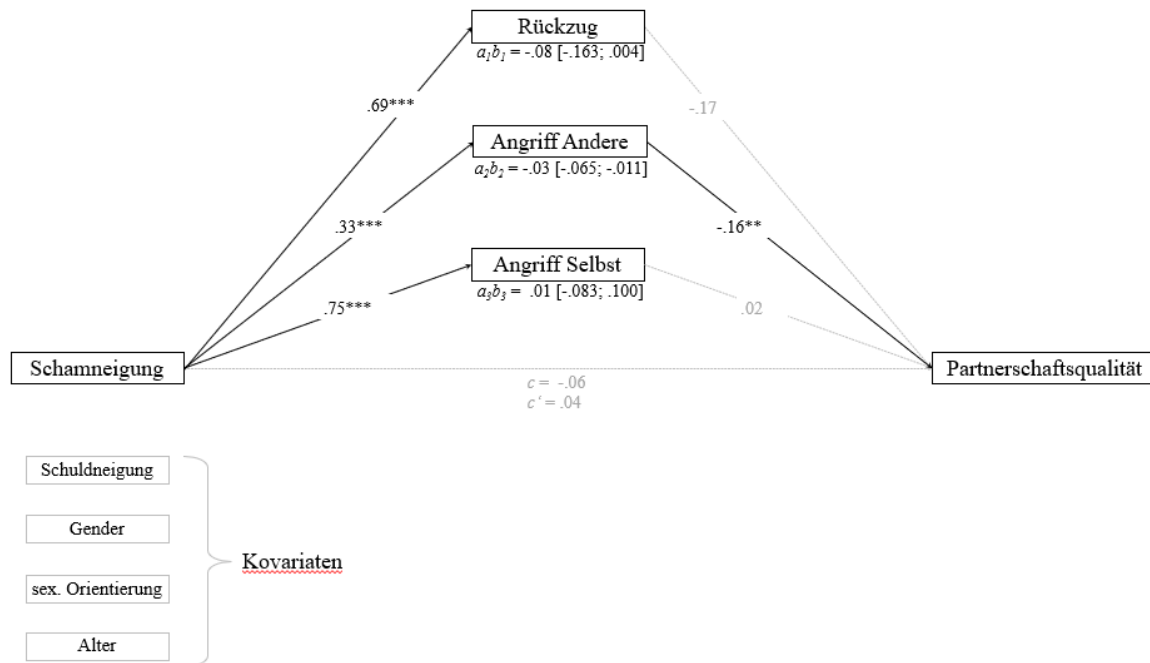 Rückzug
a₁b₁ = -.08 [-.163; .004]
.69***
-.17
Angriff Andere
a₂b₂ = -.03 [-.065; -.011]
.33***
-.16**
Angriff Selbst
a₃b₃ = .01 [-.083; .100]
.75***
.02
Schamneigung
Partnerschaftsqualität
c = -.06
c‘ = .04
Schuldneigung
Gender
Kovariaten
sex. Orientierung
Alter